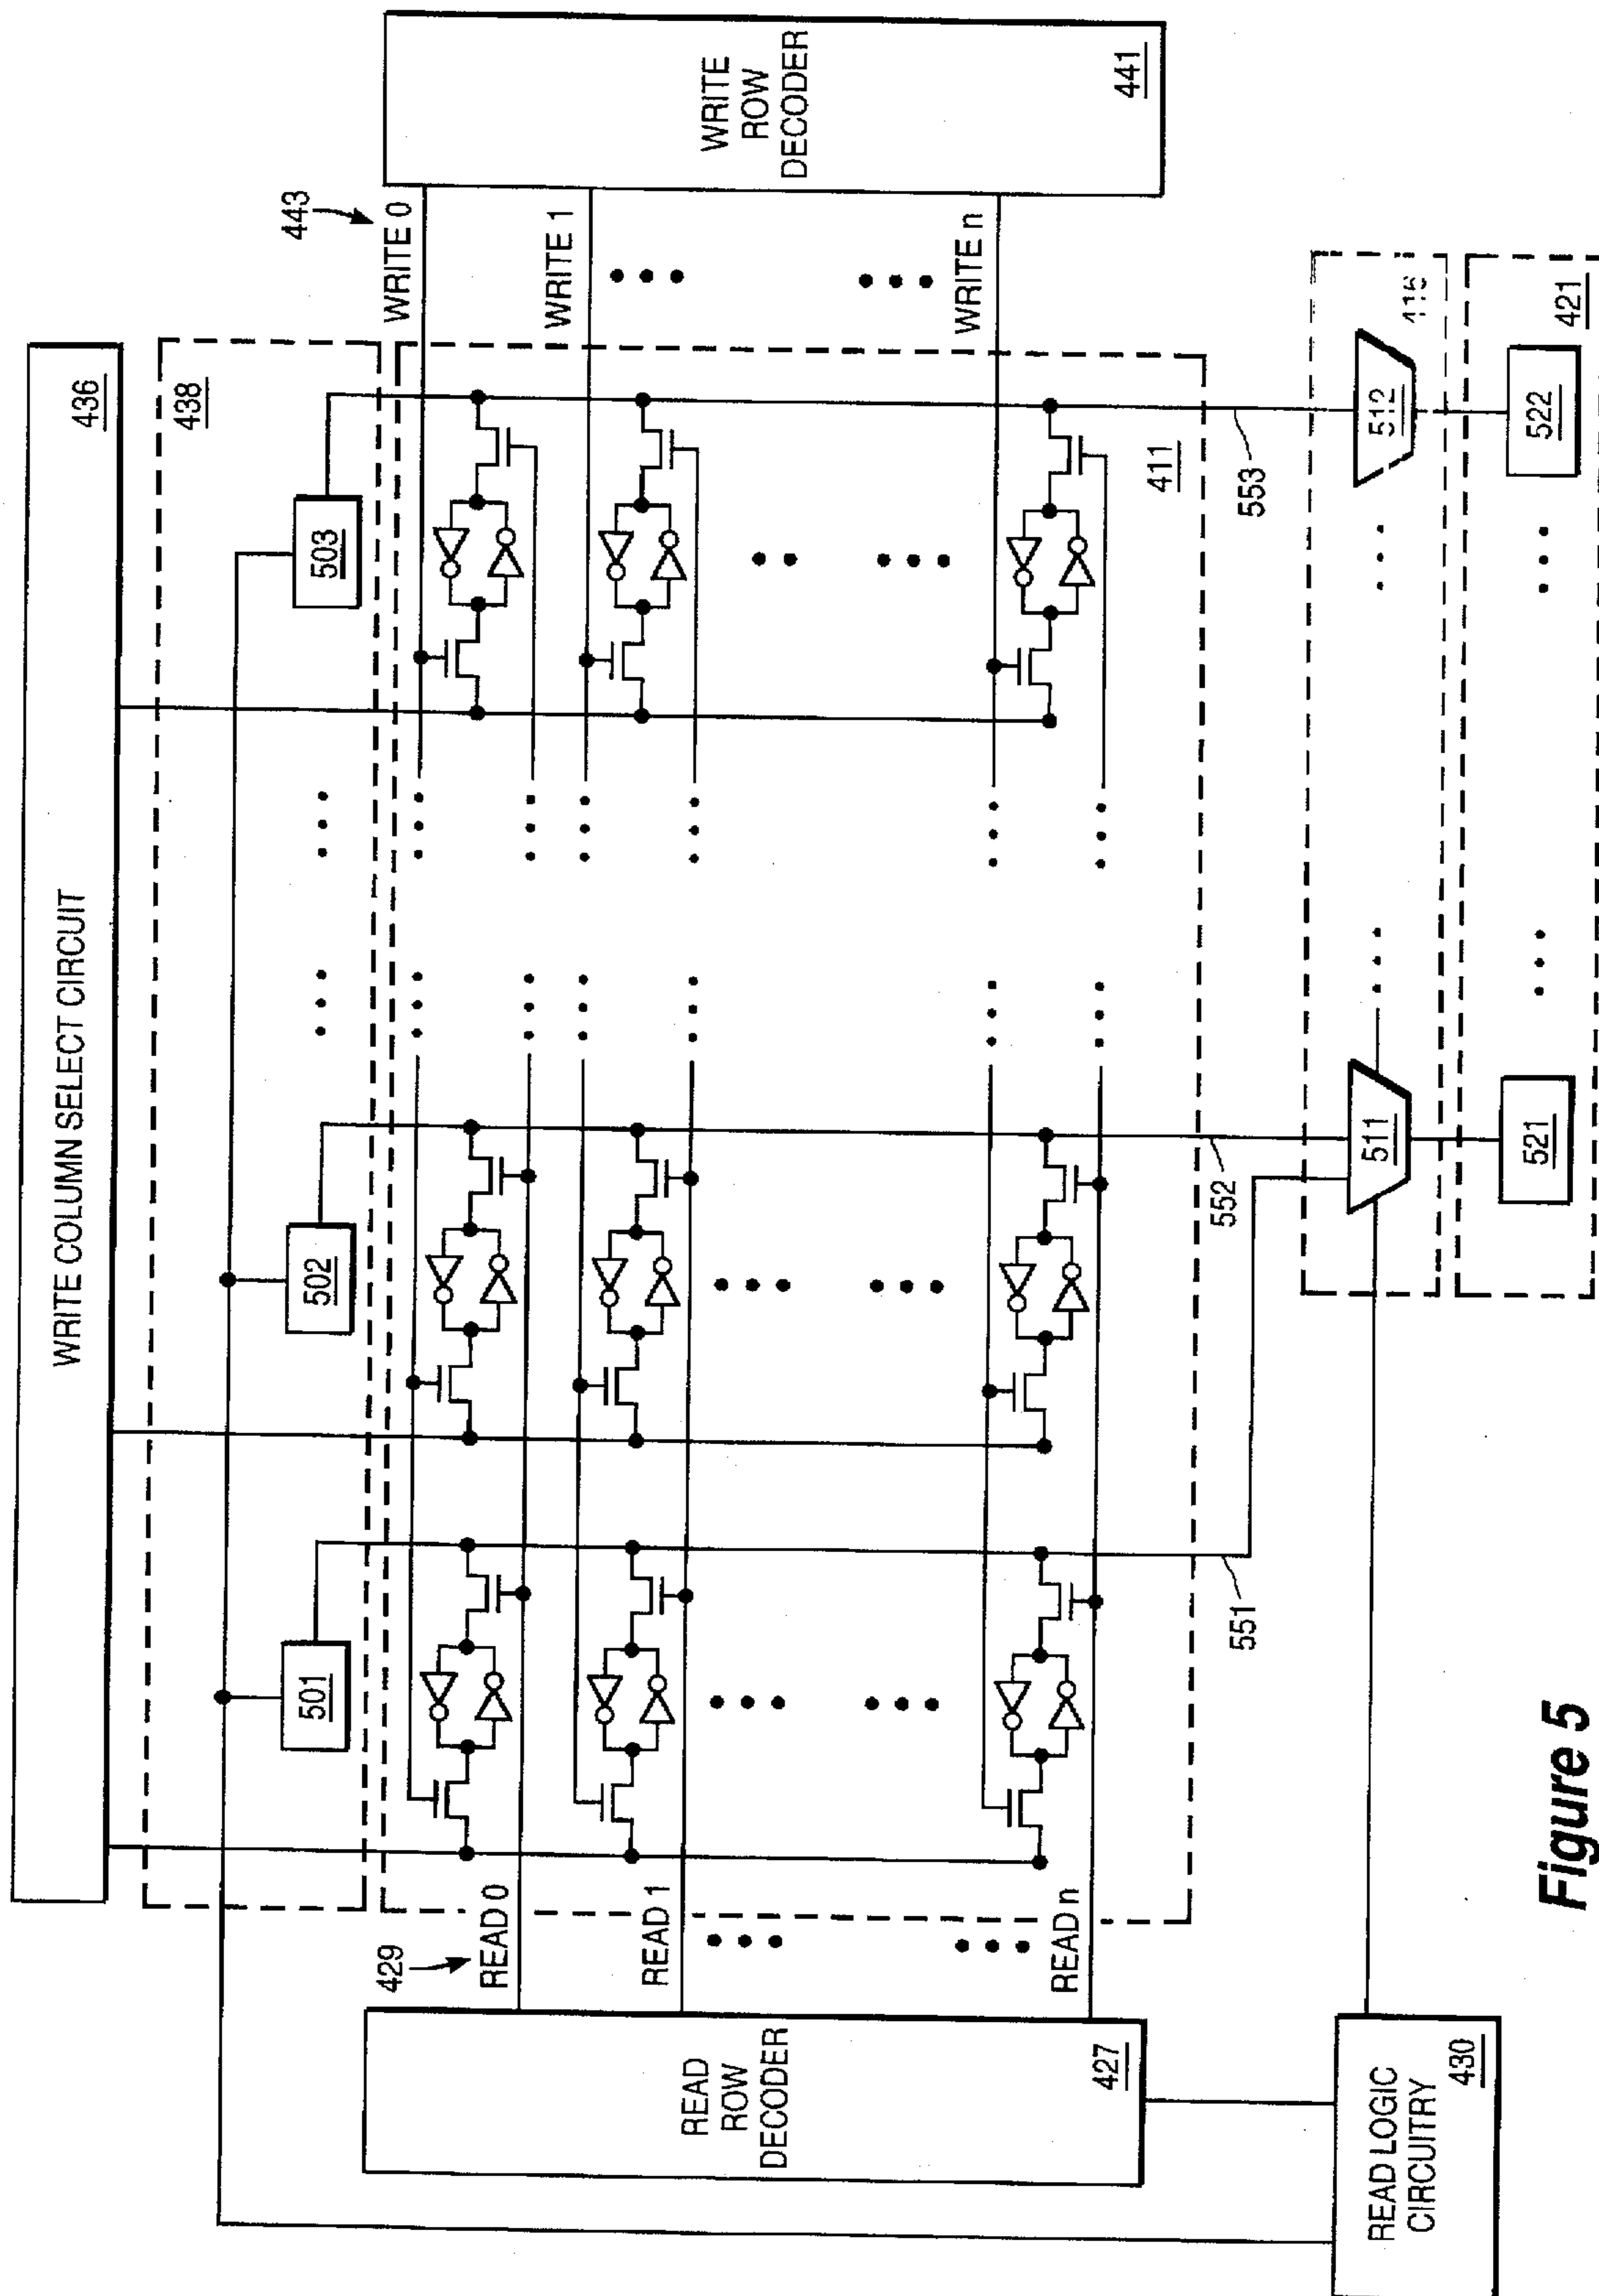 WRITE COLUMN SELECT CIRCUIT
436
438
501
502
503
443
WRITE 0
WRITE 1
WRITE n
WRITE
ROW
DECODER
441
429
READ 0
READ 1
READ n
READ
ROW
DECODER
427
411
551
552
553
511
512
421
521
522
READ LOGIC
CIRCUITRY
430
Figure 5